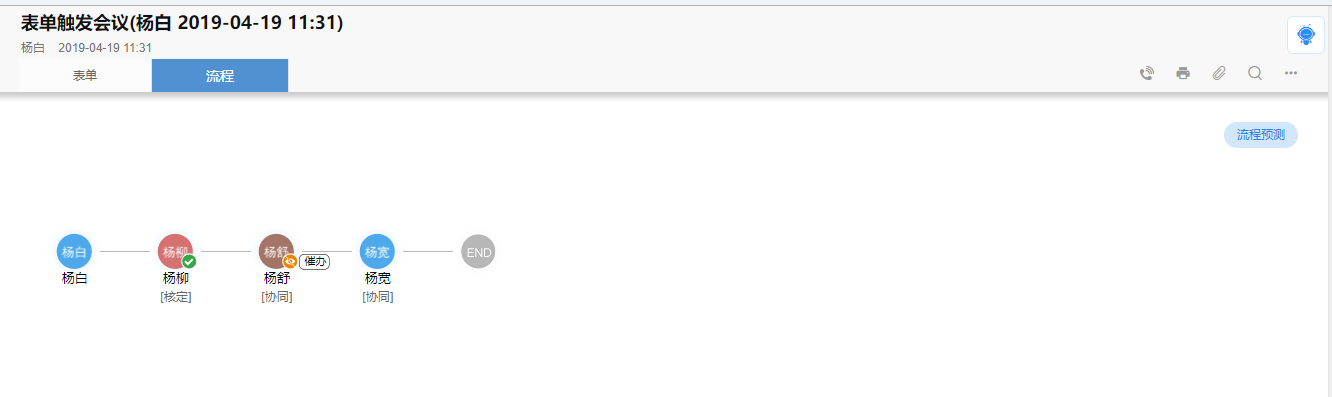 表单触发会议(杨白 2019-04-19 11:31)
杨白 2019-04-19 11:31
表单 流程
流程预测
杨白 杨柳 杨舒 杨宽 END
催办
杨白 杨柳 杨舒 杨宽
[核定] [协同] [协同]